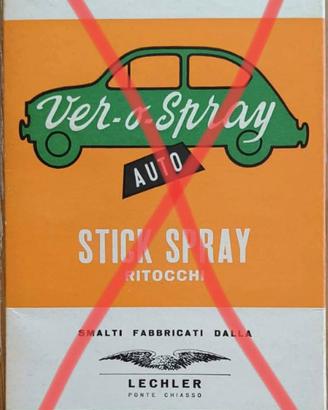 Ver-o-Spray
AUTO
STICK SPRAY
RITOCCHI
SMALTI FABBRICATI DALLA
LECHLER
PONTE CHIASSO